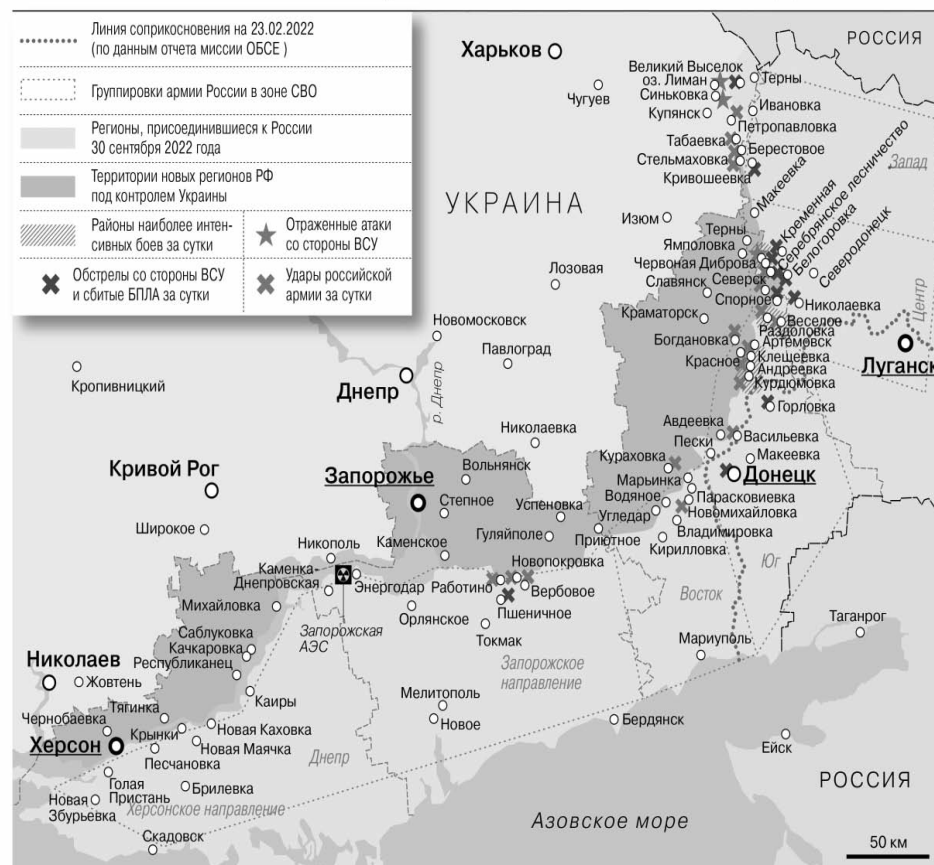 Линия соприкосновения на 23.02.2022
(по данным отчета миссии ОБСЕ )
Группировки армии России в зоне СВО
Регионы, присоединившиеся к России
30 сентября 2022 года
Территории новых регионов РФ
под контролем Украины
Районы наиболее интен-
сивных боев за сутки
Отраженные атаки
со стороны ВСУ
Обстрелы со стороны ВСУ
и сбитые БПЛА за сутки
Удары российской
армии за сутки
Харьков
РОССИЯ
Великий Выселок
оз. Лиман
Терны
Чугуев
Синьковка
Купянск
Ивановка
Петропавловка
Табаевка
Берестовое
Стельмаховка
Кривошеевка
Запад
УКРАИНА
Макеевка
Кременная
Серебрянское лесничество
Белогоровка
Северодонецк
Изюм
Терны
Ямполовка
Червоная Диброва
Лозовая
Славянск
Северск
Спорное
Николаевка
Центр
Краматорск
Веселое
Раздоловка
Новомосковск
Богдановка
Артёмовск
Павлоград
Красное
Клещеевка
Андреевка
Луганск
Кропивницкий
Днепр
р. Днепр
Курдюмовка
Горловка
Авдеевка
Васильевка
Николаевка
Пески
Макеевка
Кривой Рог
Запорожье
Вольнянск
Кураховка
Донецк
Марьинка
Степное
Успеновка
Водяное
Парасковиевка
Угледар
Новомихайловка
Широкое
Гуляйполе
Владимировка
Никополь
Каменское
Приютное
Кирилловка
Каменка-
Днепровская
Новопокровка
Юг
Энергодар
Работино
Вербовое
Восток
Михайловка
Орлянское
Пшеничное
Таганрог
Запорожская
АЭС
Токмак
Саблуковка
Качкаровка
Мариуполь
Республиканец
Запорожское
направление
Николаев
Жовтень
Каиры
Мелитополь
Тягинка
Новое
Бердянск
Чернобаевка
Новая Каховка
Крынки
Новая Маячка
Херсон
Песчановка
Днепр
Ейск
Голая
Пристань
Брилевка
РОССИЯ
Новая
Збурьевка
Херсонское направление
Азовское море
Скадовск
50 км